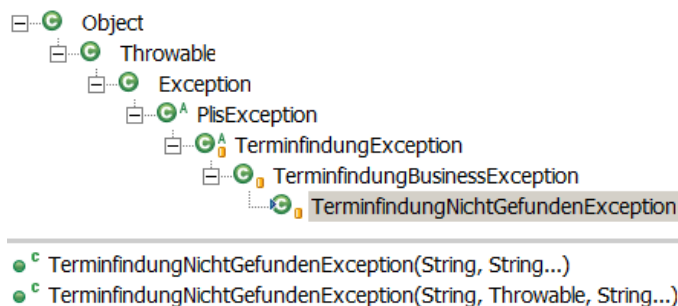 Object
Throwable
Exception
PlisException
TerminfindungException
TerminfindungBusinessException
TerminfindungNichtGefundenException
TerminfindungNichtGefundenException(String, String...)
TerminfindungNichtGefundenException(String, Throwable, String...)